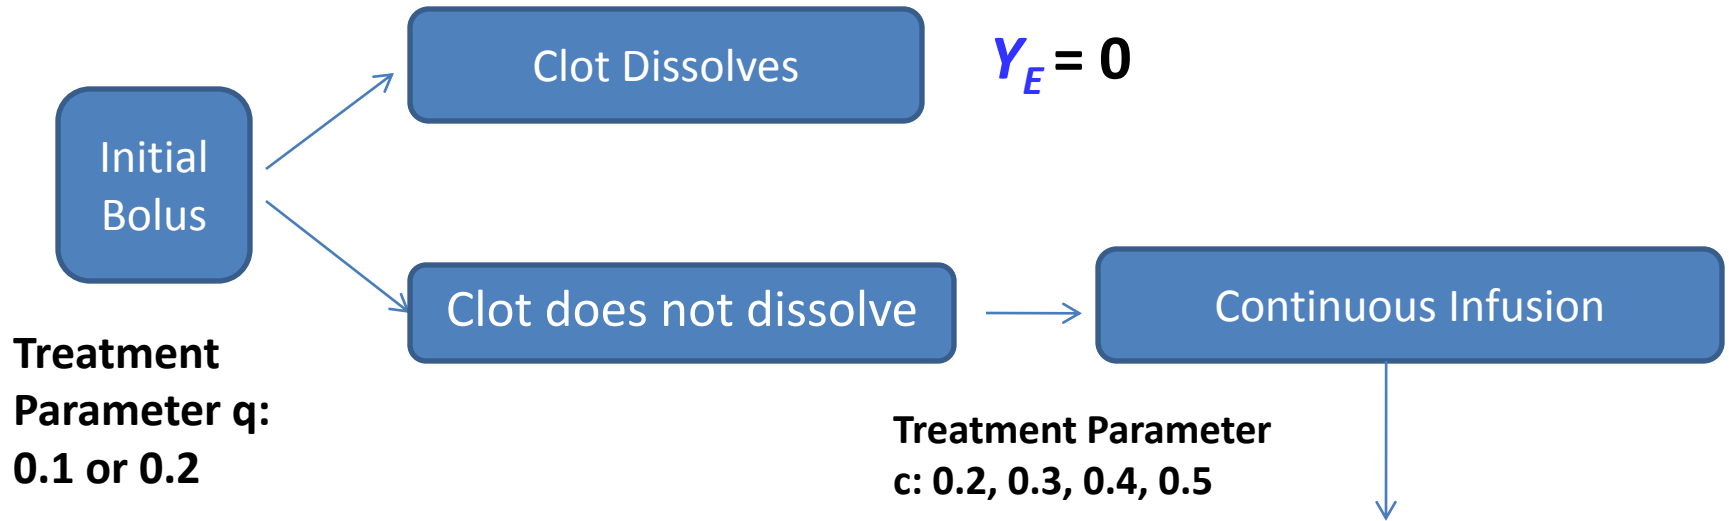 Clot Dissolves
Y_E = 0
Initial
Bolus
Clot does not dissolve
Continuous Infusion
Treatment
Parameter q:
0.1 or 0.2
Treatment Parameter
c: 0.2, 0.3, 0.4, 0.5